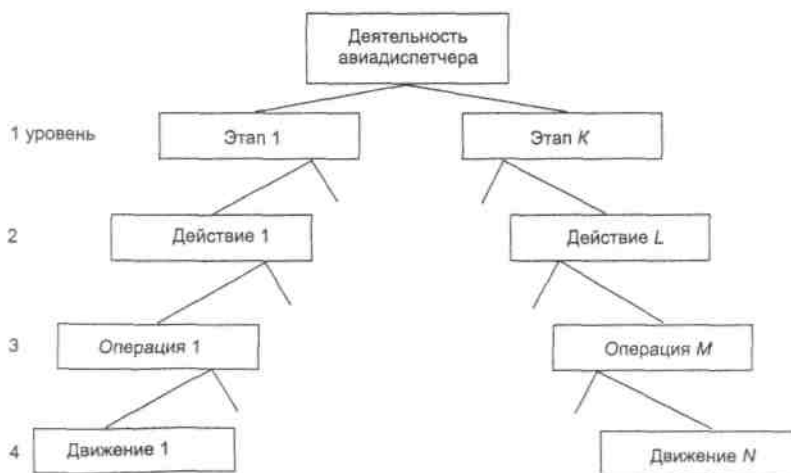 Деятельность
авиадиспетчера
1 уровень
Этап 1
Этап K
2
Действие 1
Действие L
3
Операция 1
Операция M
4
Движение 1
Движение N